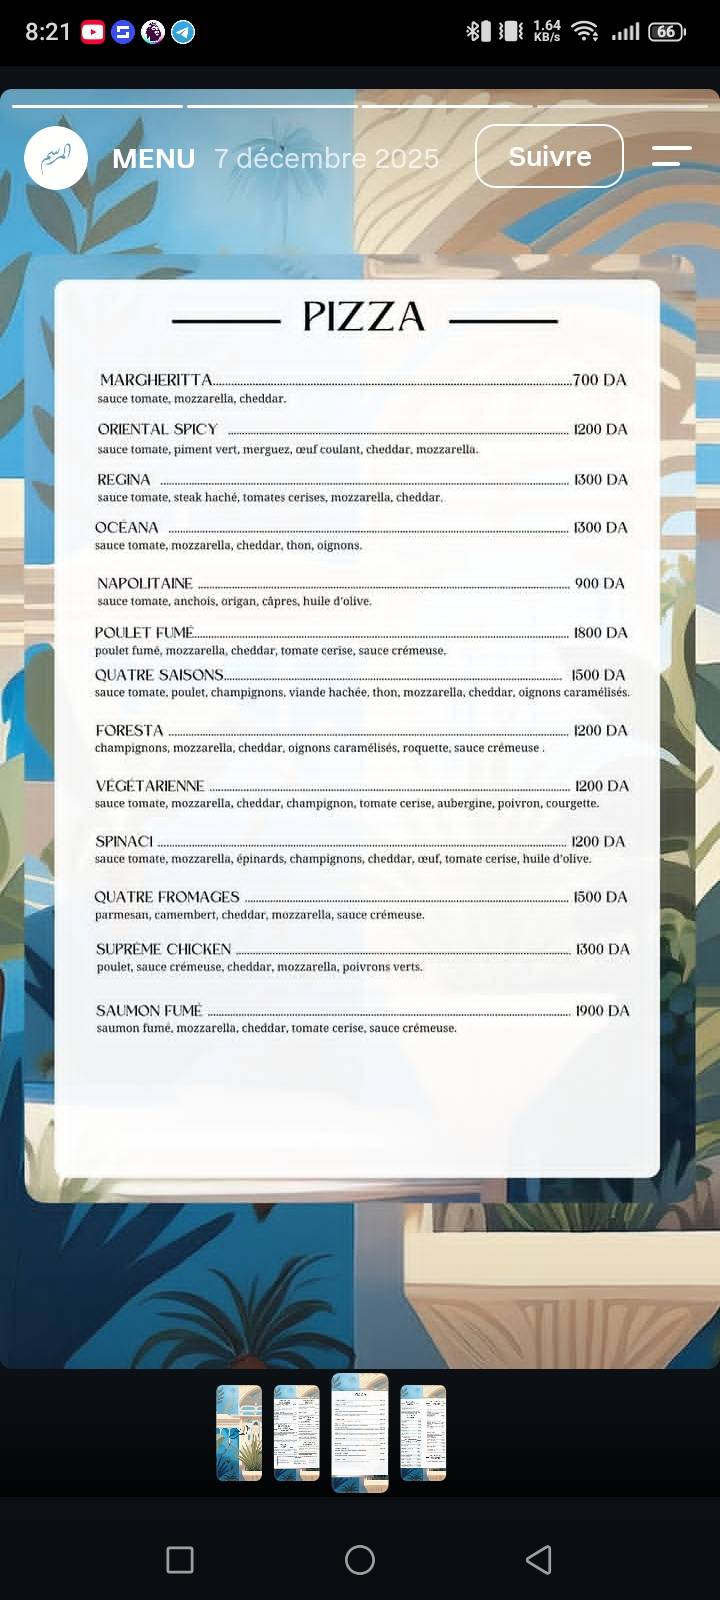 8:21
1.64
KB/s
66
المرسم
MENU 7 décembre 2025 Suivre
PIZZA
MARGHERITTA 700 DA
sauce tomate, mozzarella, cheddar.
ORIENTAL SPICY 1200 DA
sauce tomate, piment vert, merguez, œuf coulant, cheddar, mozzarella.
REGINA 1300 DA
sauce tomate, steak haché, tomates cerises, mozzarella, cheddar.
OCÉANA 1300 DA
sauce tomate, mozzarella, cheddar, thon, oignons.
NAPOLITAINE 900 DA
sauce tomate, anchois, origan, câpres, huile d'olive.
POULET FUMÉ 1800 DA
poulet fumé, mozzarella, cheddar, tomate cerise, sauce crémeuse.
QUATRE SAISONS 1500 DA
sauce tomate, poulet, champignons, viande hachée, thon, mozzarella, cheddar, oignons caramélisés.
FORESTA 1200 DA
champignons, mozzarella, cheddar, oignons caramélisés, roquette, sauce crémeuse .
VÉGÉTARIENNE 1200 DA
sauce tomate, mozzarella, cheddar, champignon, tomate cerise, aubergine, poivron, courgette.
SPINACI 1200 DA
sauce tomate, mozzarella, épinards, champignons, cheddar, œuf, tomate cerise, huile d'olive.
QUATRE FROMAGES 1500 DA
parmesan, camembert, cheddar, mozzarella, sauce crémeuse.
SUPRÊME CHICKEN 1300 DA
poulet, sauce crémeuse, cheddar, mozzarella, poivrons verts.
SAUMON FUMÉ 1900 DA
saumon fumé, mozzarella, cheddar, tomate cerise, sauce crémeuse.